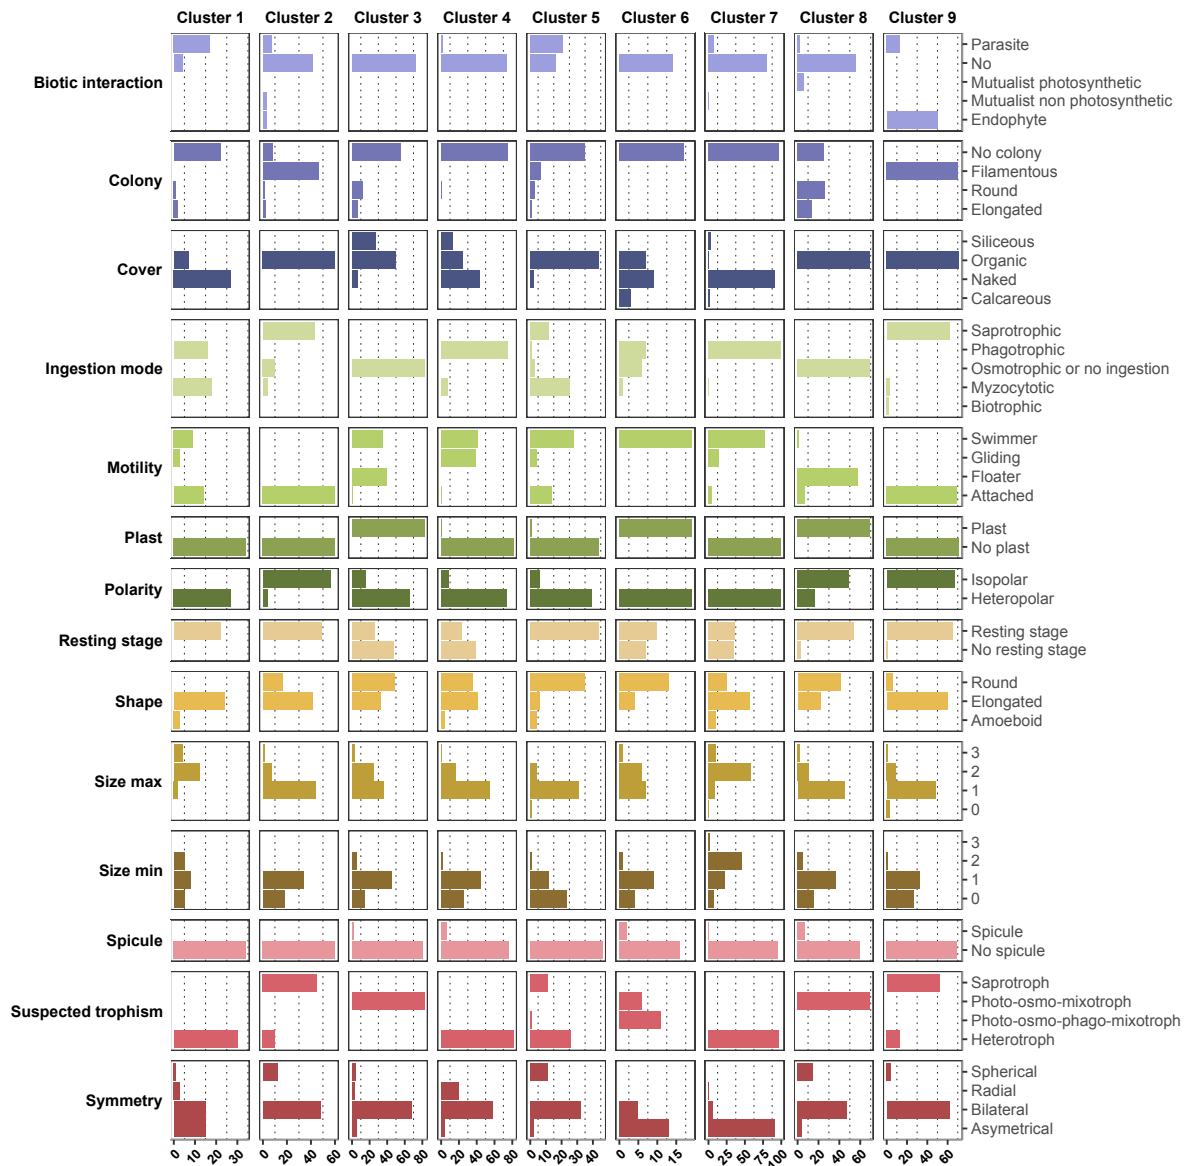 Cluster 1 Cluster 2 Cluster 3 Cluster 4 Cluster 5 Cluster 6 Cluster 7 Cluster 8 Cluster 9
Biotic interaction
Parasite
No
Mutualist photosynthetic
Mutualist non photosynthetic
Endophyte
Colony
No colony
Filamentous
Round
Elongated
Cover
Siliceous
Organic
Naked
Calcareous
Ingestion mode
Saprotrophic
Phagotrophic
Osmotrophic or no ingestion
Myzocytotic
Biotrophic
Motility
Swimmer
Gliding
Floater
Attached
Plast
Plast
No plast
Polarity
Isopolar
Heteropolar
Resting stage
Resting stage
No resting stage
Shape
Round
Elongated
Amoeboid
Size max
3
2
1
0
Size min
3
2
1
0
Spicule
Spicule
No spicule
Suspected trophism
Saprotroph
Photo-osmo-mixotroph
Photo-osmo-phago-mixotroph
Heterotroph
Symmetry
Spherical
Radial
Bilateral
Asymetrical
0 10 20 30 0 20 40 60 0 20 40 60 80 0 20 40 60 80 0 10 20 30 40 0 5 10 15 0 25 50 75 100 0 20 40 60 0 20 40 60